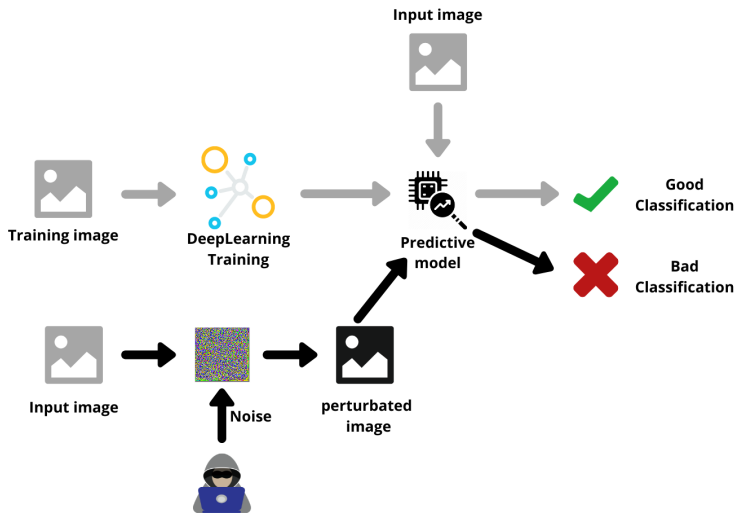 Input image
Training image
DeepLearning
Training
Predictive
model
Good
Classification
Bad
Classification
Input image
Noise
perturbated
image